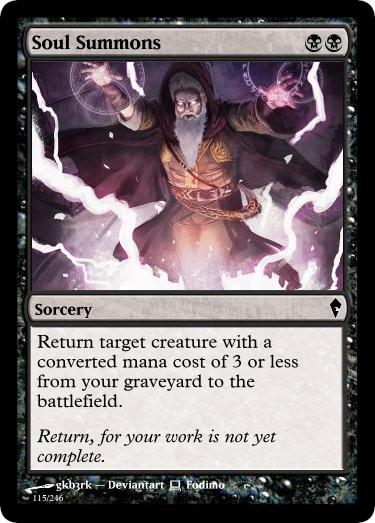 Soul Summons
Sorcery
Return target creature with a
converted mana cost of 3 or less
from your graveyard to the
battlefield.
Return, for your work is not yet
complete.
gkb3rk — Deviantart Fodimo
115/246